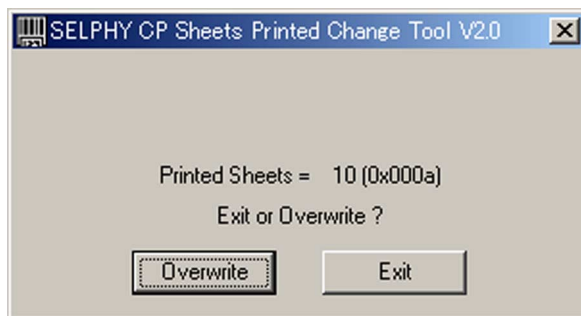 SELPHY CP Sheets Printed Change Tool V2.0
Printed Sheets = 10 (0x000a)
Exit or Overwrite ?
Overwrite Exit